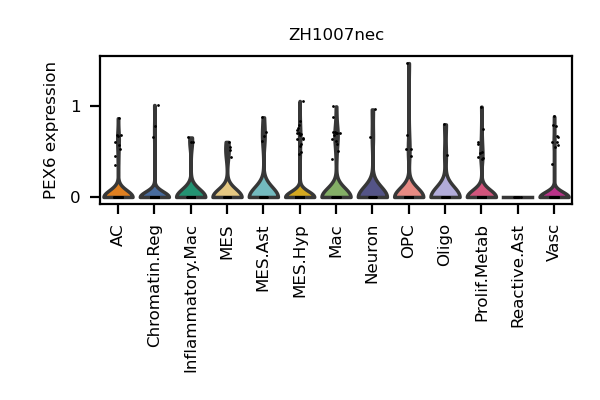 ZH1007nec
PEX6 expression
1
0
AC
Chromatin.Reg
Inflammatory.Mac
MES
MES.Ast
MES.Hyp
Mac
Neuron
OPC
Oligo
Prolif.Metab
Reactive.Ast
Vasc